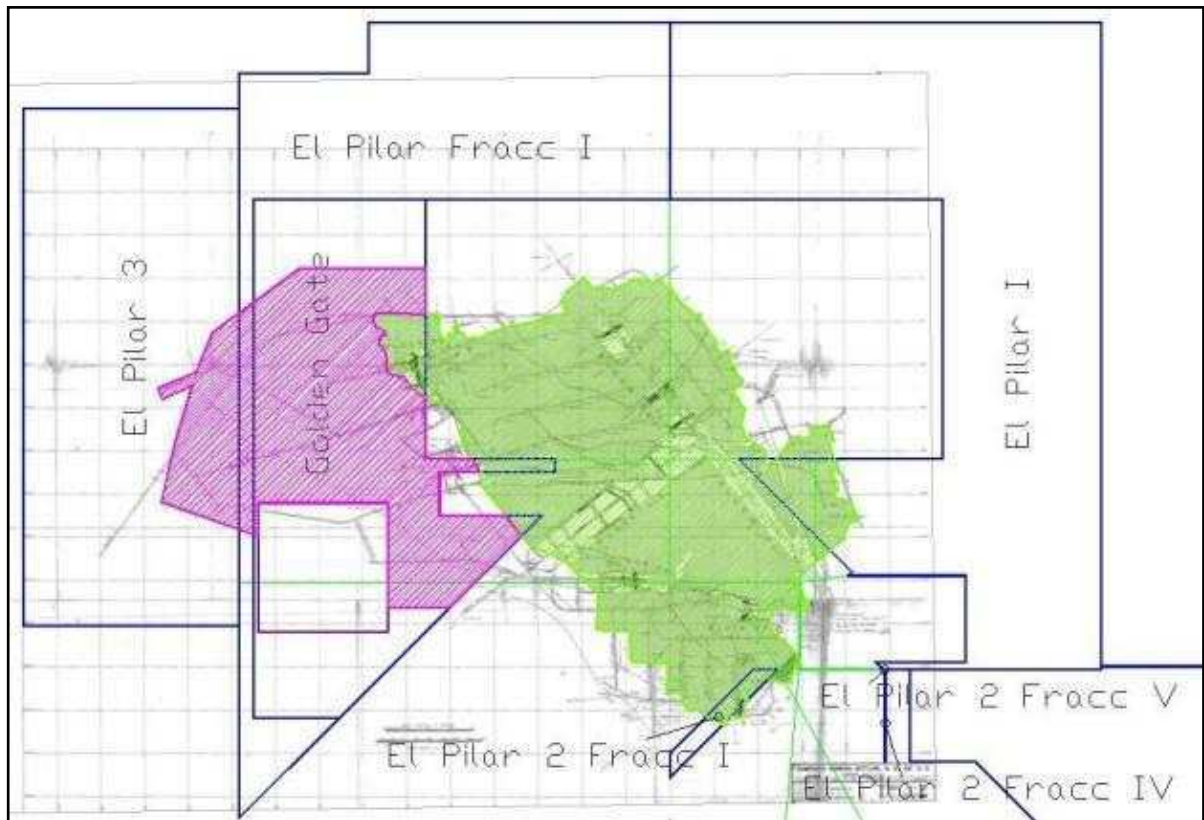 El Pilar Fracc I
El Pilar 3
Golden Gate
El Pilar I
El Pilar 2 Fracc V
El Pilar 2 Fracc I
El Pilar 2 Fracc IV